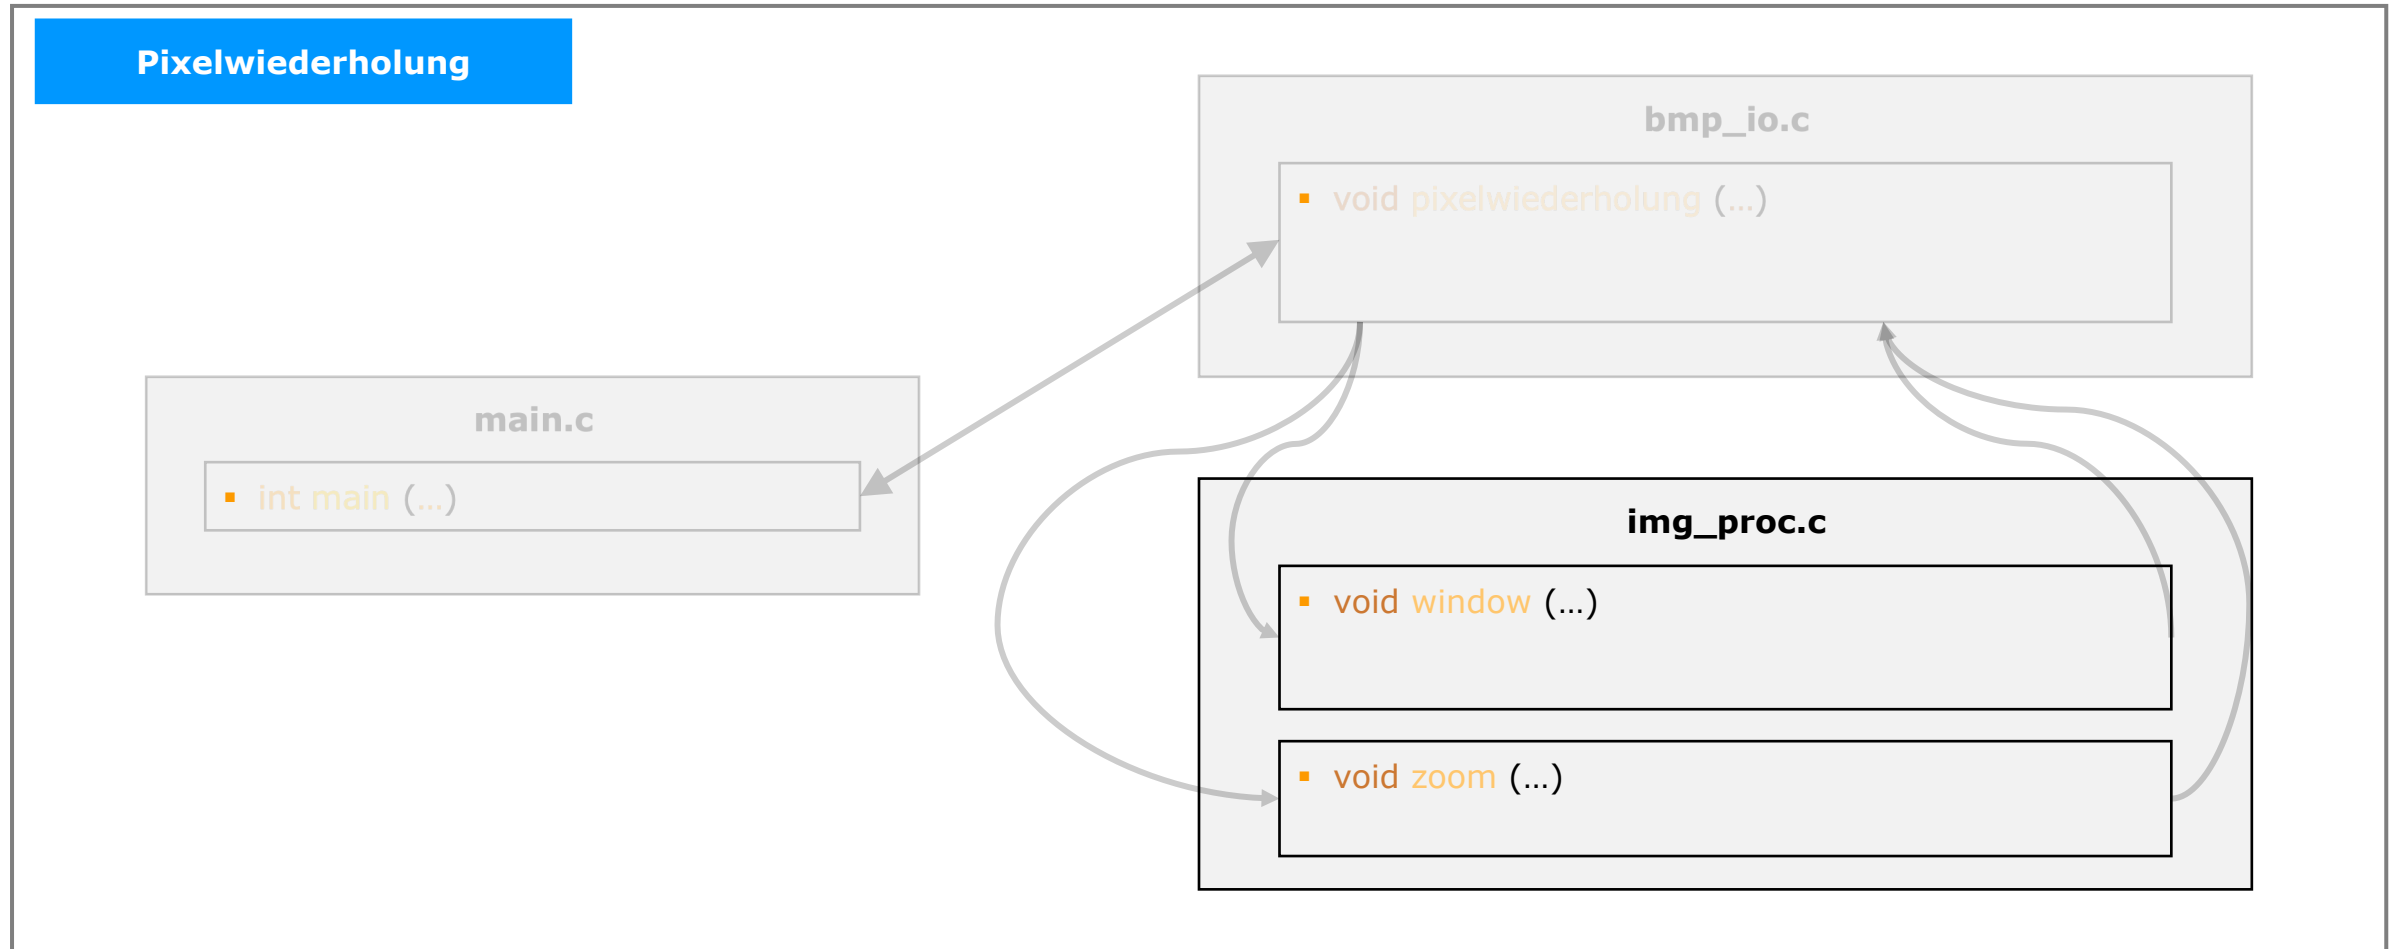 Pixelwiederholung
bmp_io.c
▪ void pixelwiederholung (...)
main.c
▪ int main (...)
img_proc.c
▪ void window (...)
▪ void zoom (...)